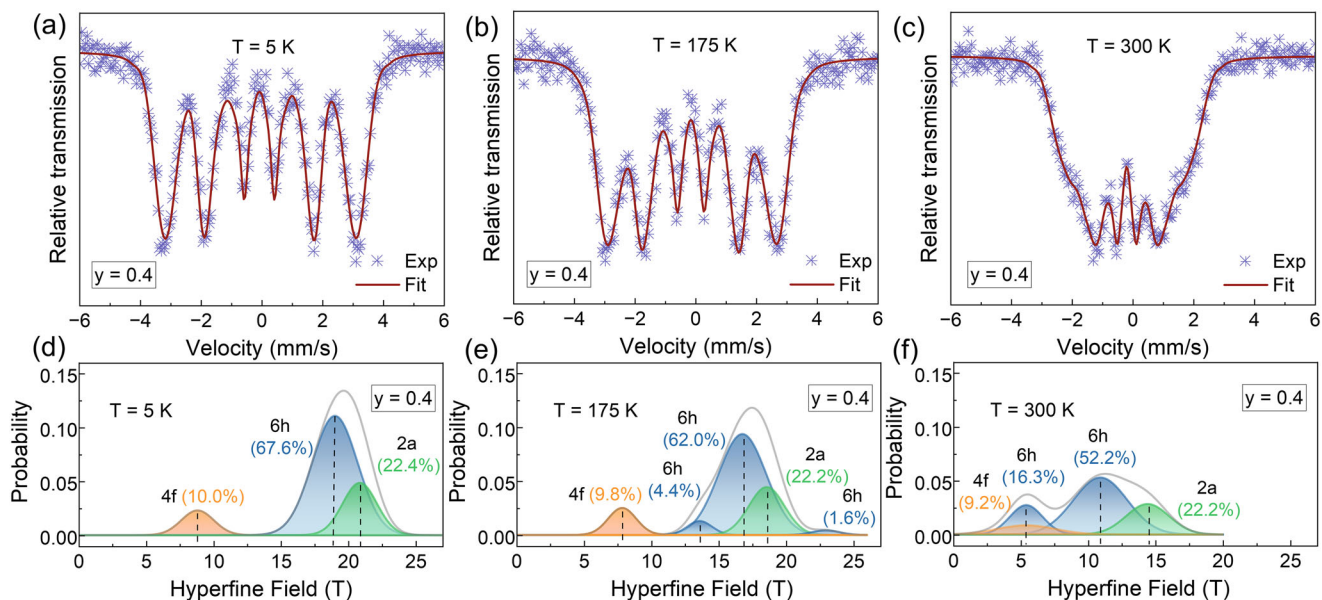 (a)
T = 5 K
Relative transmission
Exp
Fit
y = 0.4
−6 −4 −2 0 2 4 6
Velocity (mm/s)
(b)
T = 175 K
Relative transmission
Exp
Fit
y = 0.4
−6 −4 −2 0 2 4 6
Velocity (mm/s)
(c)
T = 300 K
Relative transmission
Exp
Fit
y = 0.4
−6 −4 −2 0 2 4 6
Velocity (mm/s)
(d)
0.15
0.10
0.05
0.00
Probability
T = 5 K
y = 0.4
6h
(67.6%)
2a
(22.4%)
4f (10.0%)
0 5 10 15 20 25
Hyperfine Field (T)
(e)
0.15
0.10
0.05
0.00
Probability
T = 175 K
y = 0.4
6h
(62.0%)
6h
(4.4%)
2a
(22.2%)
4f (9.8%)
6h
(1.6%)
0 5 10 15 20 25
Hyperfine Field (T)
(f)
0.15
0.10
0.05
0.00
Probability
T = 300 K
y = 0.4
6h
(52.2%)
6h
(16.3%)
4f
(9.2%)
2a
(22.2%)
0 5 10 15 20 25
Hyperfine Field (T)